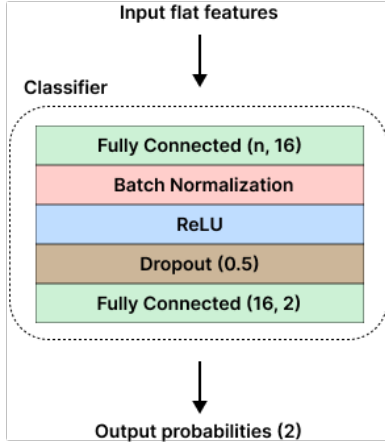 Input flat features
Classifier
Fully Connected (n, 16)
Batch Normalization
ReLU
Dropout (0.5)
Fully Connected (16, 2)
Output probabilities (2)